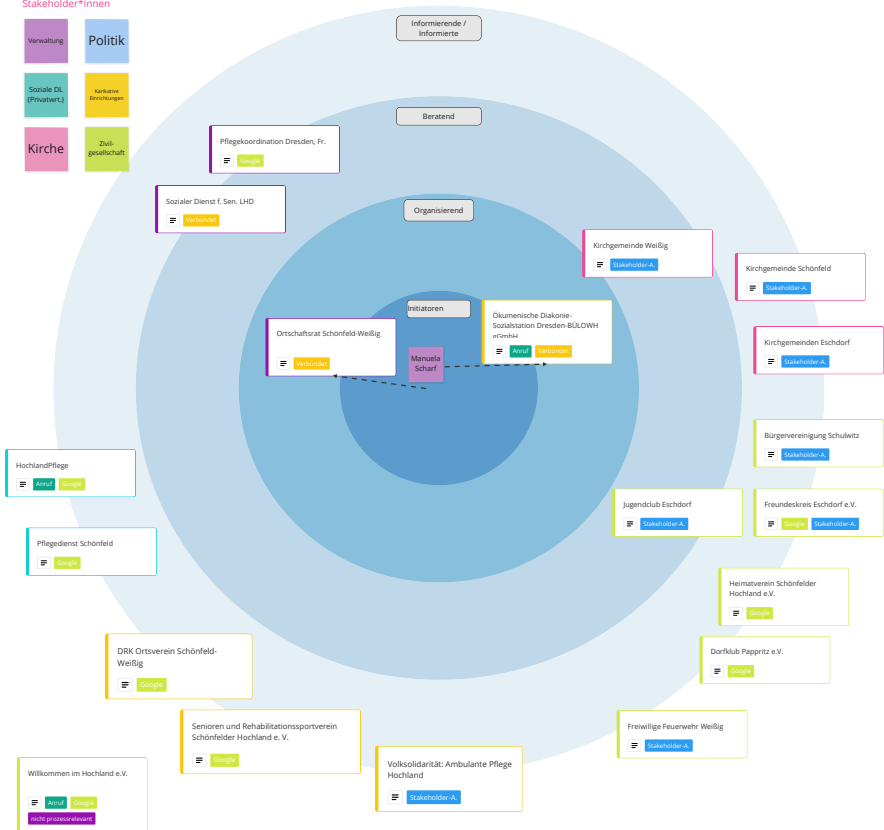 Stakeholder*innen
Verwaltung
Politik
Soziale DL
(Privatwrt.)
Karikative
Einrichtungen
Kirche
Zivil-
gesellschaft
Informierende /
Informierte
Beratend
Organisierend
Initiatoren
Pflegekoordination Dresden, Fr.
Google
Sozialer Dienst f. Sen. LHD
Verbundet
Kirchgemeinde Weißig
Stakeholder-A.
Kirchgemeinde Schönfeld
Stakeholder-A.
Ortschaftsrat Schönfeld-Weißig
Verbundet
Manuela
Scharf
Ökumenische Diakonie-
Sozialstation Dresden-BÜLOWH
gGmbH
Anruf Verbundet
Kirchgemeinden Eschdorf
Stakeholder-A.
Bürgervereinigung Schulwitz
Stakeholder-A.
HochlandPflege
Anruf Google
Jugendclub Eschdorf
Stakeholder-A.
Freundeskreis Eschdorf e.V.
Google Stakeholder-A.
Pflegedienst Schönfeld
Google
Heimatverein Schönfelder
Hochland e.V.
Google
DRK Ortsverein Schönfeld-
Weißig
Google
Dorfklub Pappritz e.V.
Google
Senioren und Rehabilitationssportverein
Schönfelder Hochland e. V.
Google
Freiwillige Feuerwehr Weißig
Stakeholder-A.
Volksolidarität: Ambulante Pflege
Hochland
Stakeholder-A.
Willkommen im Hochland e.V.
Anruf Google
nicht prozessrelevant